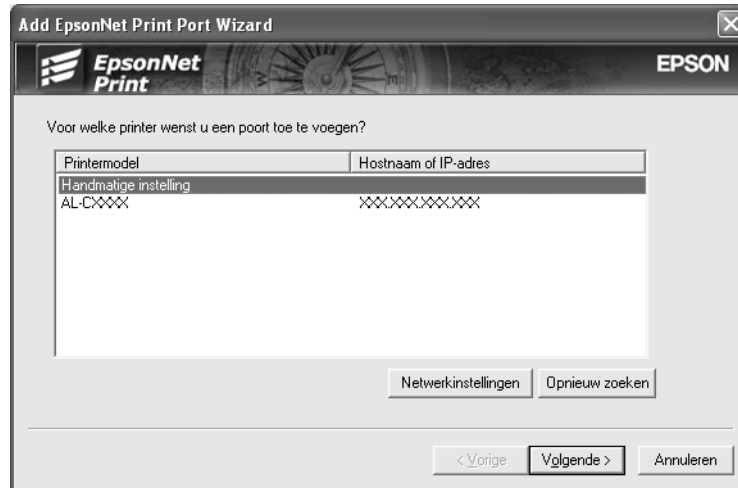 Add EpsonNet Print Port Wizard
EpsonNet
Print
EPSON
Voor welke printer wenst u een poort toe te voegen?
Printermodel Hostnaam of IP-adres
Handmatige instelling
AL-CXXXX XXX.XXX.XXX.XXX
Netwerkinstellingen Opnieuw zoeken
< Vorige Volgende > Annuleren